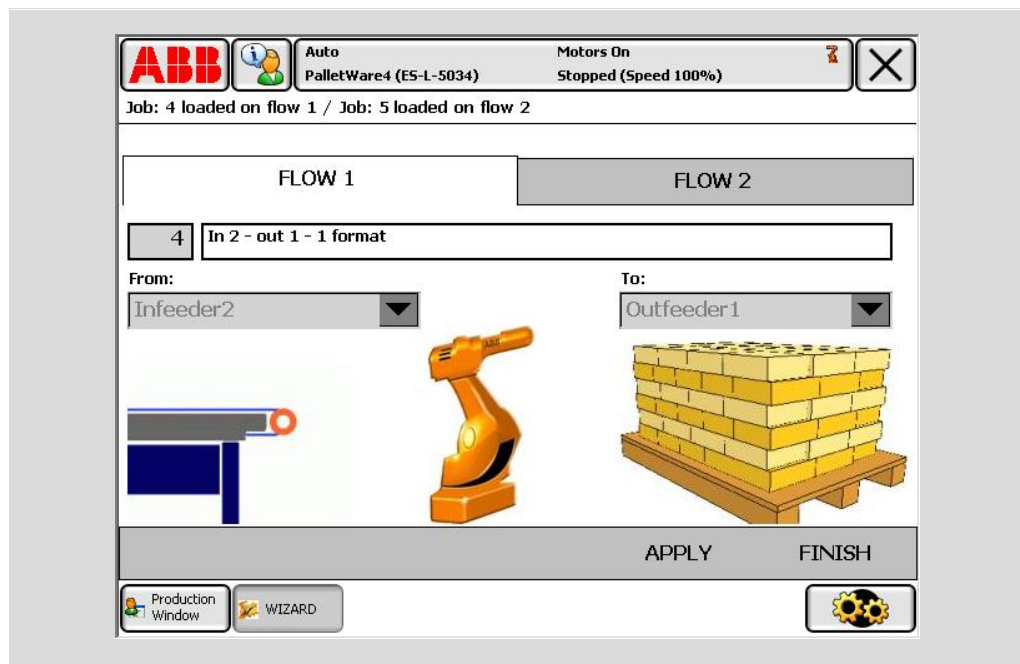 ABB
Auto
PalletWare4 (ES-L-5034)
Motors On
Stopped (Speed 100%)
Job: 4 loaded on flow 1 / Job: 5 loaded on flow 2
FLOW 1
FLOW 2
4
In 2 - out 1 - 1 format
From:
To:
Infeeder2
Outfeeder1
ABB
APPLY
FINISH
Production
Window
WIZARD